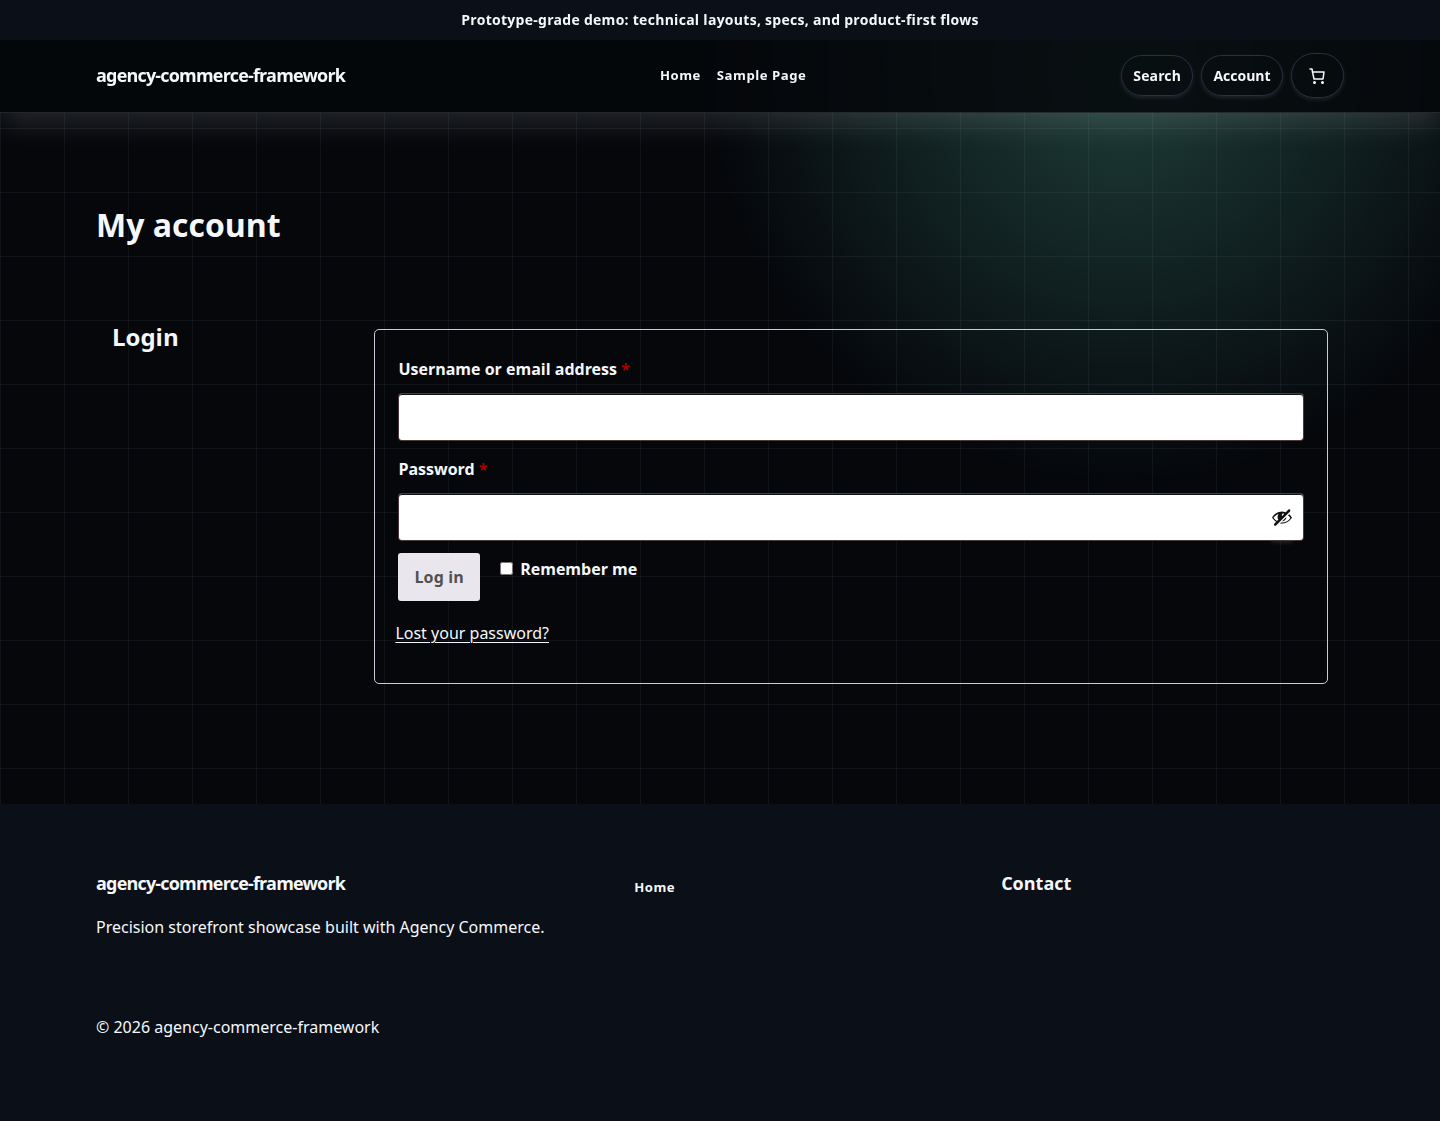 Prototype-grade demo: technical layouts, specs, and product-first flows
agency-commerce-framework
Home Sample Page
Search Account
My account
Login
Username or email address *
Password *
Log in Remember me
Lost your password?
agency-commerce-framework
Home
Contact
Precision storefront showcase built with Agency Commerce.
© 2026 agency-commerce-framework